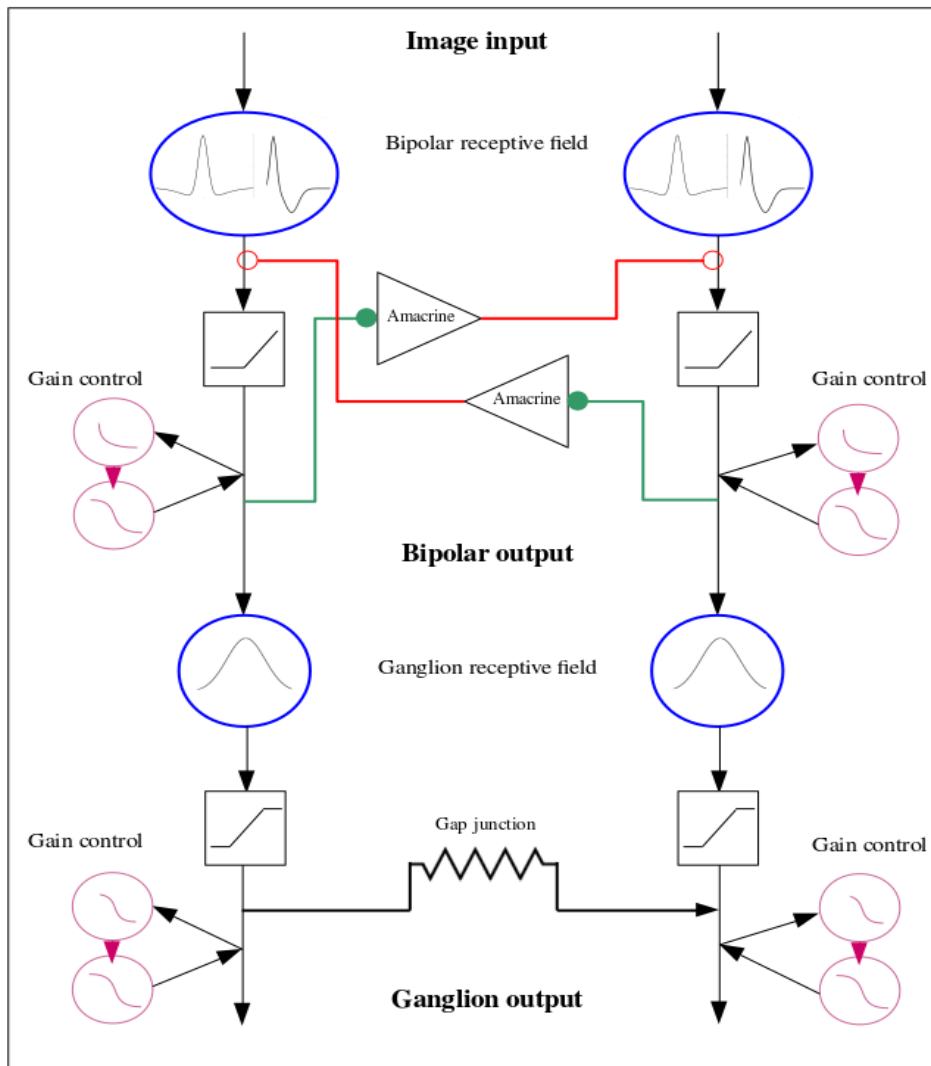 Image input
Bipolar receptive field
Amacrine
Gain control
Gain control
Amacrine
Bipolar output
Ganglion receptive field
Gap junction
Gain control
Gain control
Ganglion output